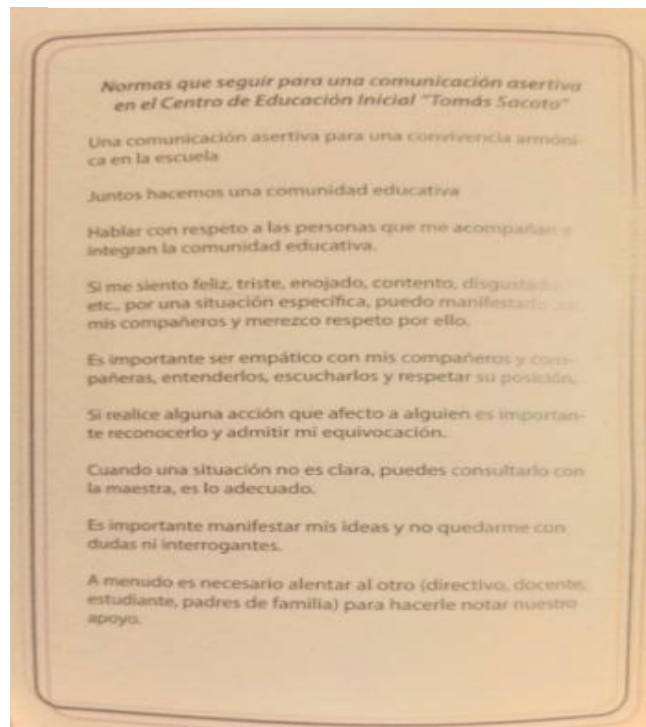 Normas que seguir para una comunicación asertiva
en el Centro de Educación Inicial "Tomás Sacoto"
Una comunicación asertiva para una convivencia armóni-
ca en la escuela
Juntos hacemos una comunidad educativa
Hablar con respeto a las personas que me acompañan e
integran la comunidad educativa.
Si me siento feliz, triste, enojado, contento,
etc., por una situación específica, puedo manifestarlo
mis compañeros y merezco respeto por ello.
Es importante ser empático con mis compañeros y com-
pañeras, entenderlos, escucharlos y respetar su posición.
Si realice alguna acción que afecto a alguien es importan-
te reconocerlo y admitir mi equivocación.
Cuando una situación no es clara, puedes consultarlo con
la maestra, es lo adecuado.
Es importante manifestar mis ideas y no quedarme con
dudas ni interrogantes.
A menudo es necesario alentar al otro (directivo, docente,
estudiante, padres de familia) para hacerle notar nuestro
apoyo.